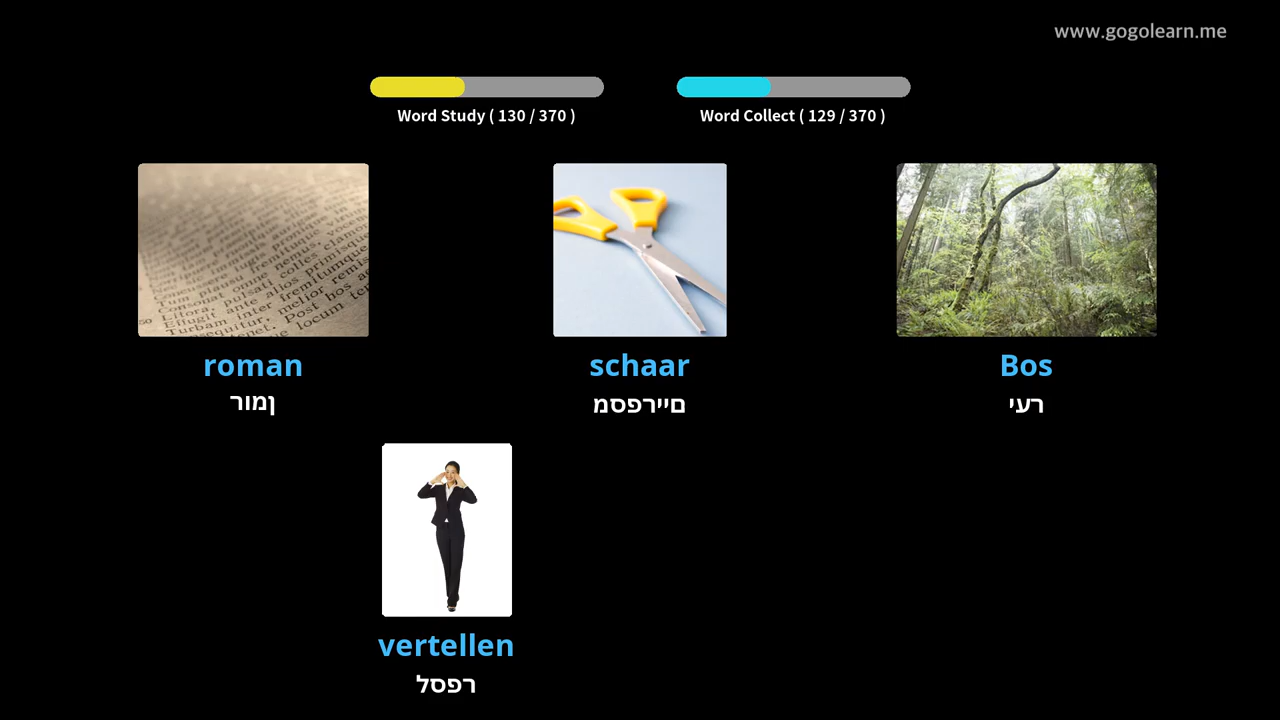 www.gogolearn.me
Word Study ( 130 / 370 )
Word Collect ( 129 / 370 )
roman
רומן
schaar
מספריים
Bos
יער
vertellen
לספר